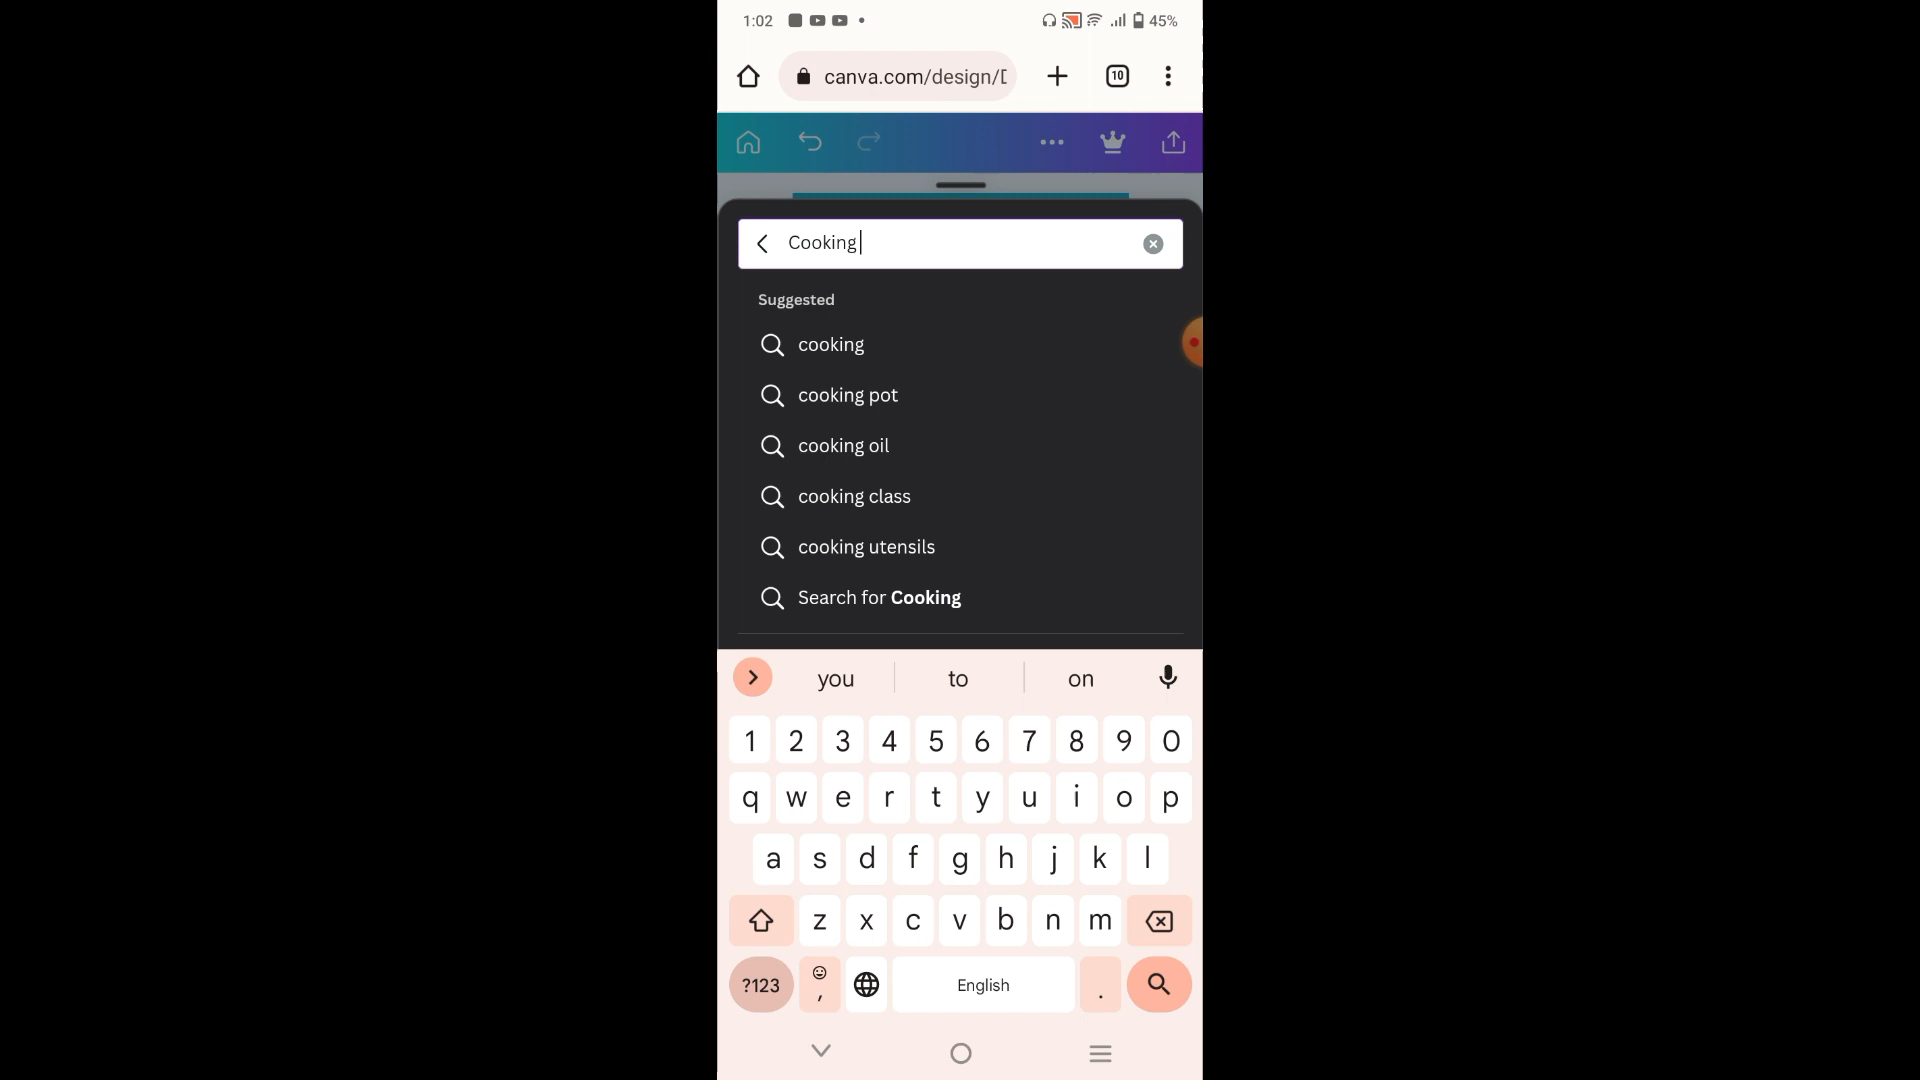 1:02
45%
canva.com/design/D
10
Cooking
Suggested
cooking
cooking pot
cooking oil
cooking class
cooking utensils
Search for Cooking
you to on
1 2 3 4 5 6 7 8 9 0
q w e r t y u i o p
a s d f g h j k l
z x c v b n m
?123 , English .